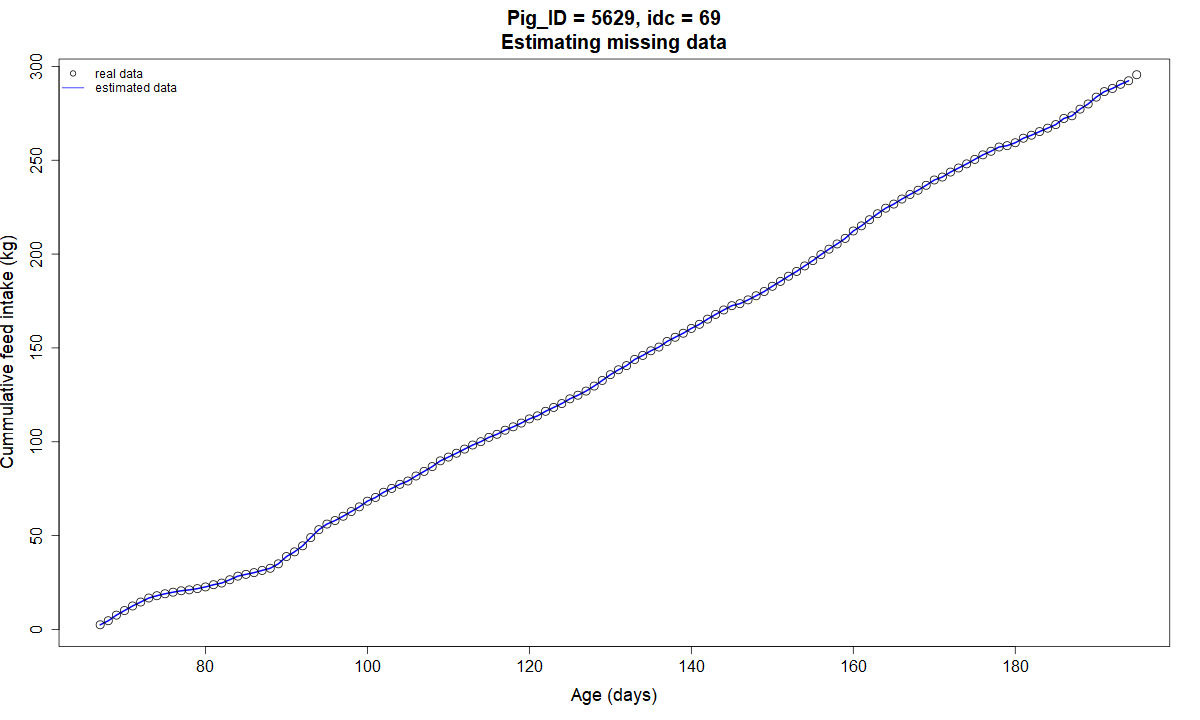 Pig_ID = 5629, idc = 69
Estimating missing data
real data
estimated data
Cummulative feed intake (kg)
300
250
200
150
100
50
0
80 100 120 140 160 180
Age (days)